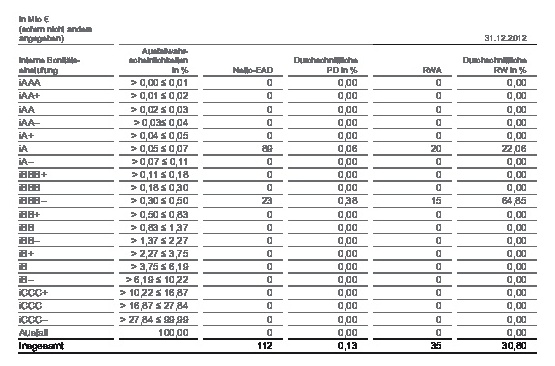 in Mio €
(sofern nicht anders
angegeben) 31.12.2012
Interne Bonitäts-
einstufung Ausfallwahr-
scheinlichkeiten
in % Netto-EAD Durchschnittliche
PD in % RWA Durchschnittliche
RW in %
iAAA > 0,00 ≤ 0,01 0 0,00 0 0,00
iAA+ > 0,01 ≤ 0,02 0 0,00 0 0,00
iAA > 0,02 ≤ 0,03 0 0,00 0 0,00
iAA– > 0,03≤ 0,04 0 0,00 0 0,00
iA+ > 0,04 ≤ 0,05 0 0,00 0 0,00
iA > 0,05 ≤ 0,07 89 0,06 20 22,06
iA– > 0,07 ≤ 0,11 0 0,00 0 0,00
iBBB+ > 0,11 ≤ 0,18 0 0,00 0 0,00
iBBB > 0,18 ≤ 0,30 0 0,00 0 0,00
iBBB– > 0,30 ≤ 0,50 23 0,38 15 64,85
iBB+ > 0,50 ≤ 0,83 0 0,00 0 0,00
iBB > 0,83 ≤ 1,37 0 0,00 0 0,00
iBB– > 1,37 ≤ 2,27 0 0,00 0 0,00
iB+ > 2,27 ≤ 3,75 0 0,00 0 0,00
iB > 3,75 ≤ 6,19 0 0,00 0 0,00
iB– > 6,19 ≤ 10,22 0 0,00 0 0,00
iCCC+ > 10,22 ≤ 16,87 0 0,00 0 0,00
iCCC > 16,87 ≤ 27,84 0 0,00 0 0,00
iCCC– > 27,84 ≤ 99,99 0 0,00 0 0,00
Ausfall 100,00 0 0,00 0 0,00
Insgesamt 112 0,13 35 30,80